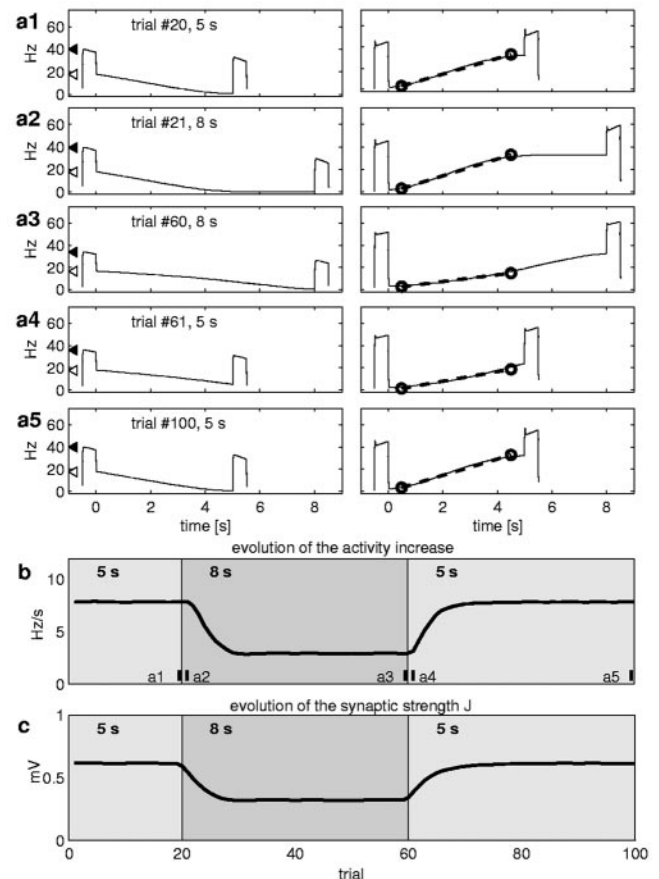 a1
Hz
60
40
20
0
trial #20, 5 s
a2
Hz
60
40
20
0
trial #21, 8 s
a3
Hz
60
40
20
0
trial #60, 8 s
a4
Hz
60
40
20
0
trial #61, 5 s
a5
Hz
60
40
20
0
trial #100, 5 s
0 2 4 6 8
time [s]
0 2 4 6 8
time [s]
evolution of the activity increase
b
Hz/s
10
5
0
5 s 8 s 5 s
a1 a2 a3 a4 a5
evolution of the synaptic strength J
c
mV
1
0.5
0
5 s 8 s 5 s
0 20 40 60 80 100
trial